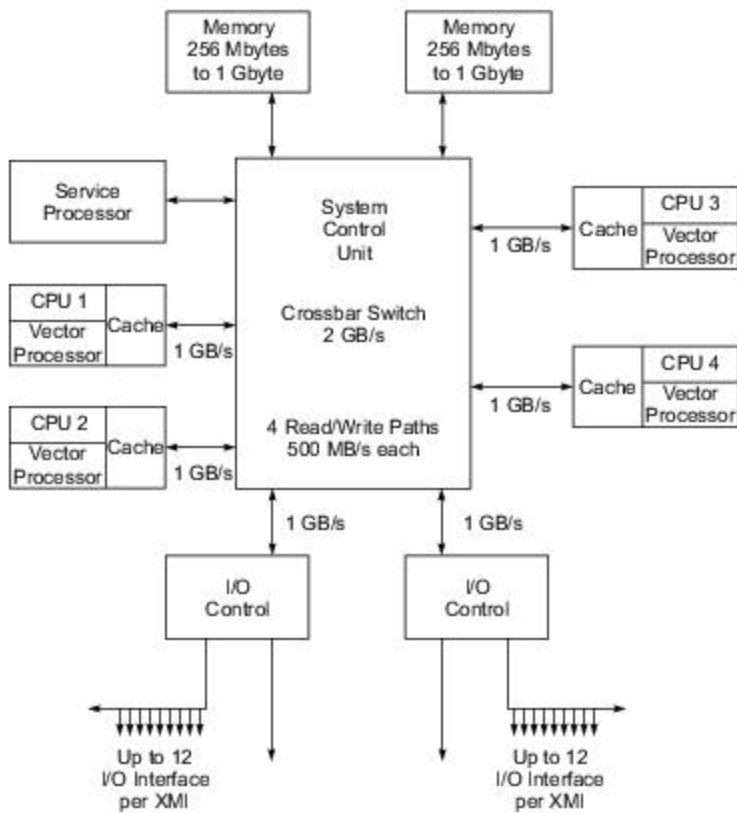 Memory
256 Mbytes
to 1 Gbyte
Memory
256 Mbytes
to 1 Gbyte
Service
Processor
System
Control
Unit
Crossbar Switch
2 GB/s
4 Read/Write Paths
500 MB/s each
CPU 1
Vector
Processor
Cache
1 GB/s
CPU 2
Vector
Processor
Cache
1 GB/s
1 GB/s
Cache
CPU 3
Vector
Processor
1 GB/s
Cache
CPU 4
Vector
Processor
1 GB/s
1 GB/s
I/O
Control
I/O
Control
Up to 12
I/O Interface
per XMI
Up to 12
I/O Interface
per XMI